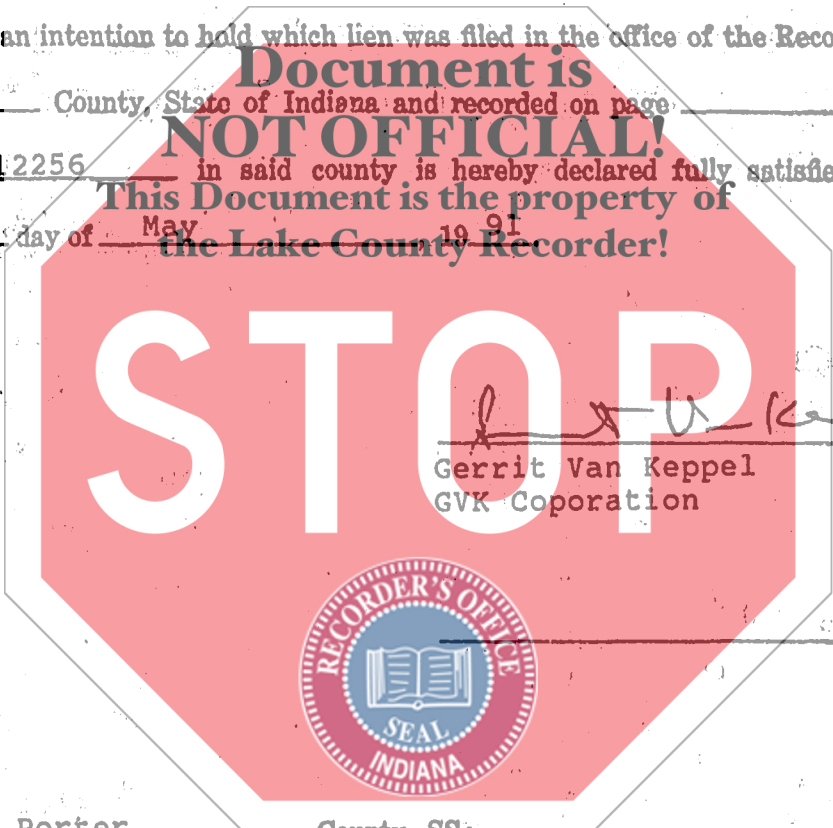 an intention to hold which lien was filed in the office of the Reco
Document is
County, State of Indiana and recorded on page
NOT OFFICIAL!
2256 in said county is hereby declared fully satisfie
This Document is the property of
day of May 19 91
the Lake County Recorder!
STOP
Gerrit Van Keppel
GVK Coporation
RECORDER'S OFFICE
SEAL
INDIANA
Porter County SS: